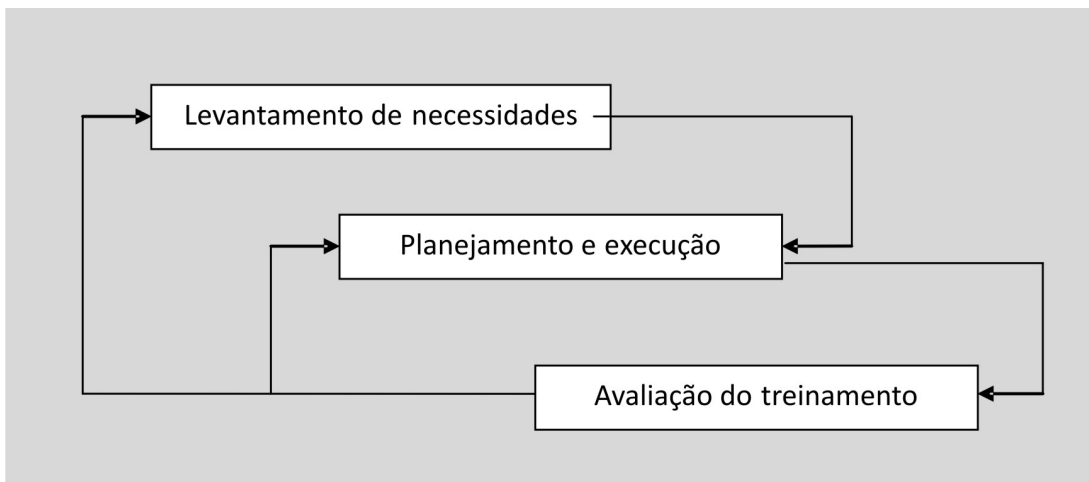 Levantamento de necessidades
Planejamento e execução
Avaliação do treinamento